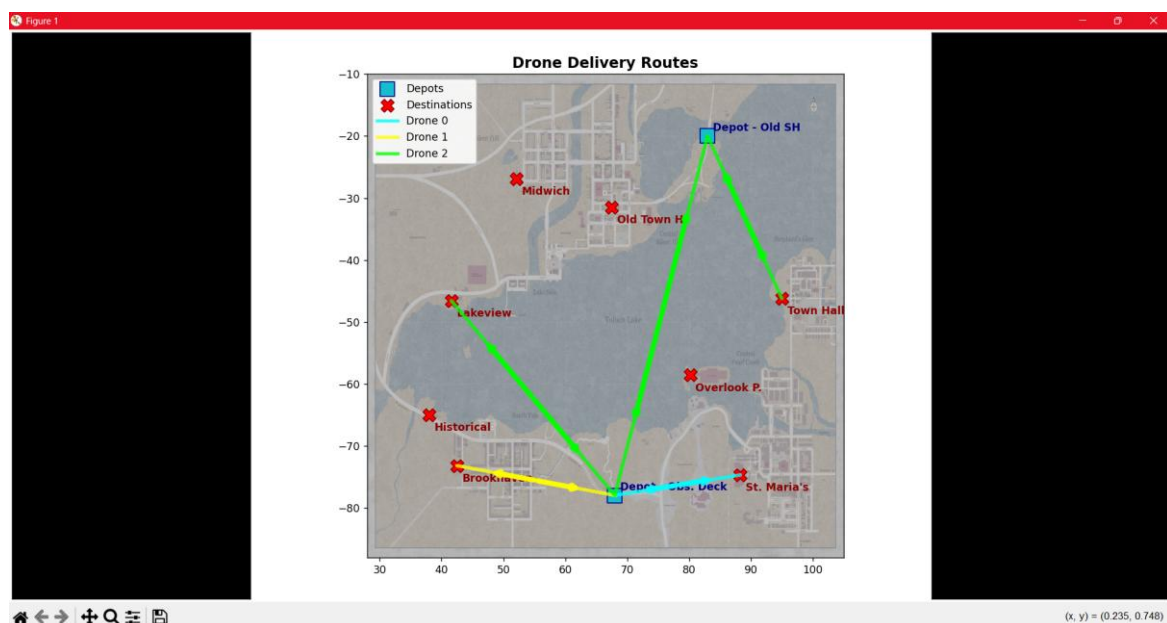 Figure 1
Drone Delivery Routes
Depots
Destinations
Drone 0
Drone 1
Drone 2
Depot - Old SH
Midwich
Old Town H
Lakeview
Town Hall
Toluca Lake
Overlook P.
Historical
Brookhaven
Depot - Obs. Deck
St. Maria's
−10
−20
−30
−40
−50
−60
−70
−80
30
40
50
60
70
80
90
100
(x, y) = (0.235, 0.748)